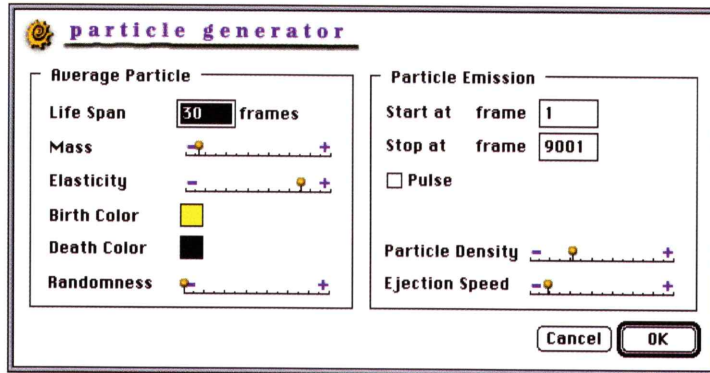 particle generator
Average Particle
Life Span 30 frames
Mass - +
Elasticity - +
Birth Color
Death Color
Randomness - +
Particle Emission
Start at frame 1
Stop at frame 9001
Pulse
Particle Density - +
Ejection Speed - +
Cancel OK